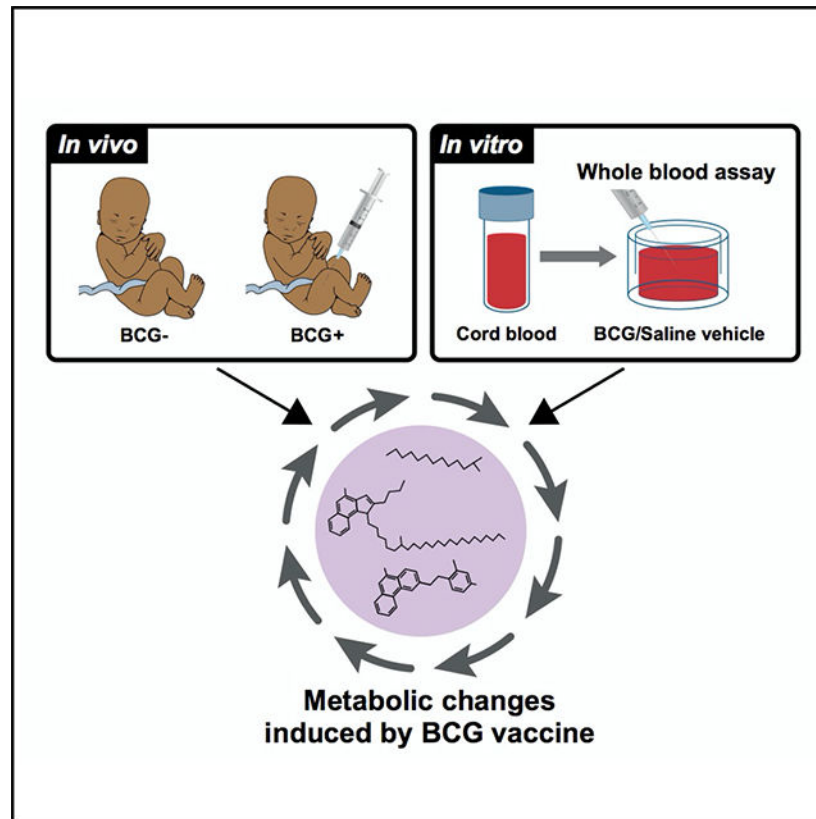 In vivo
BCG-
BCG+
In vitro
Whole blood assay
Cord blood
BCG/Saline vehicle
Metabolic changes
induced by BCG vaccine